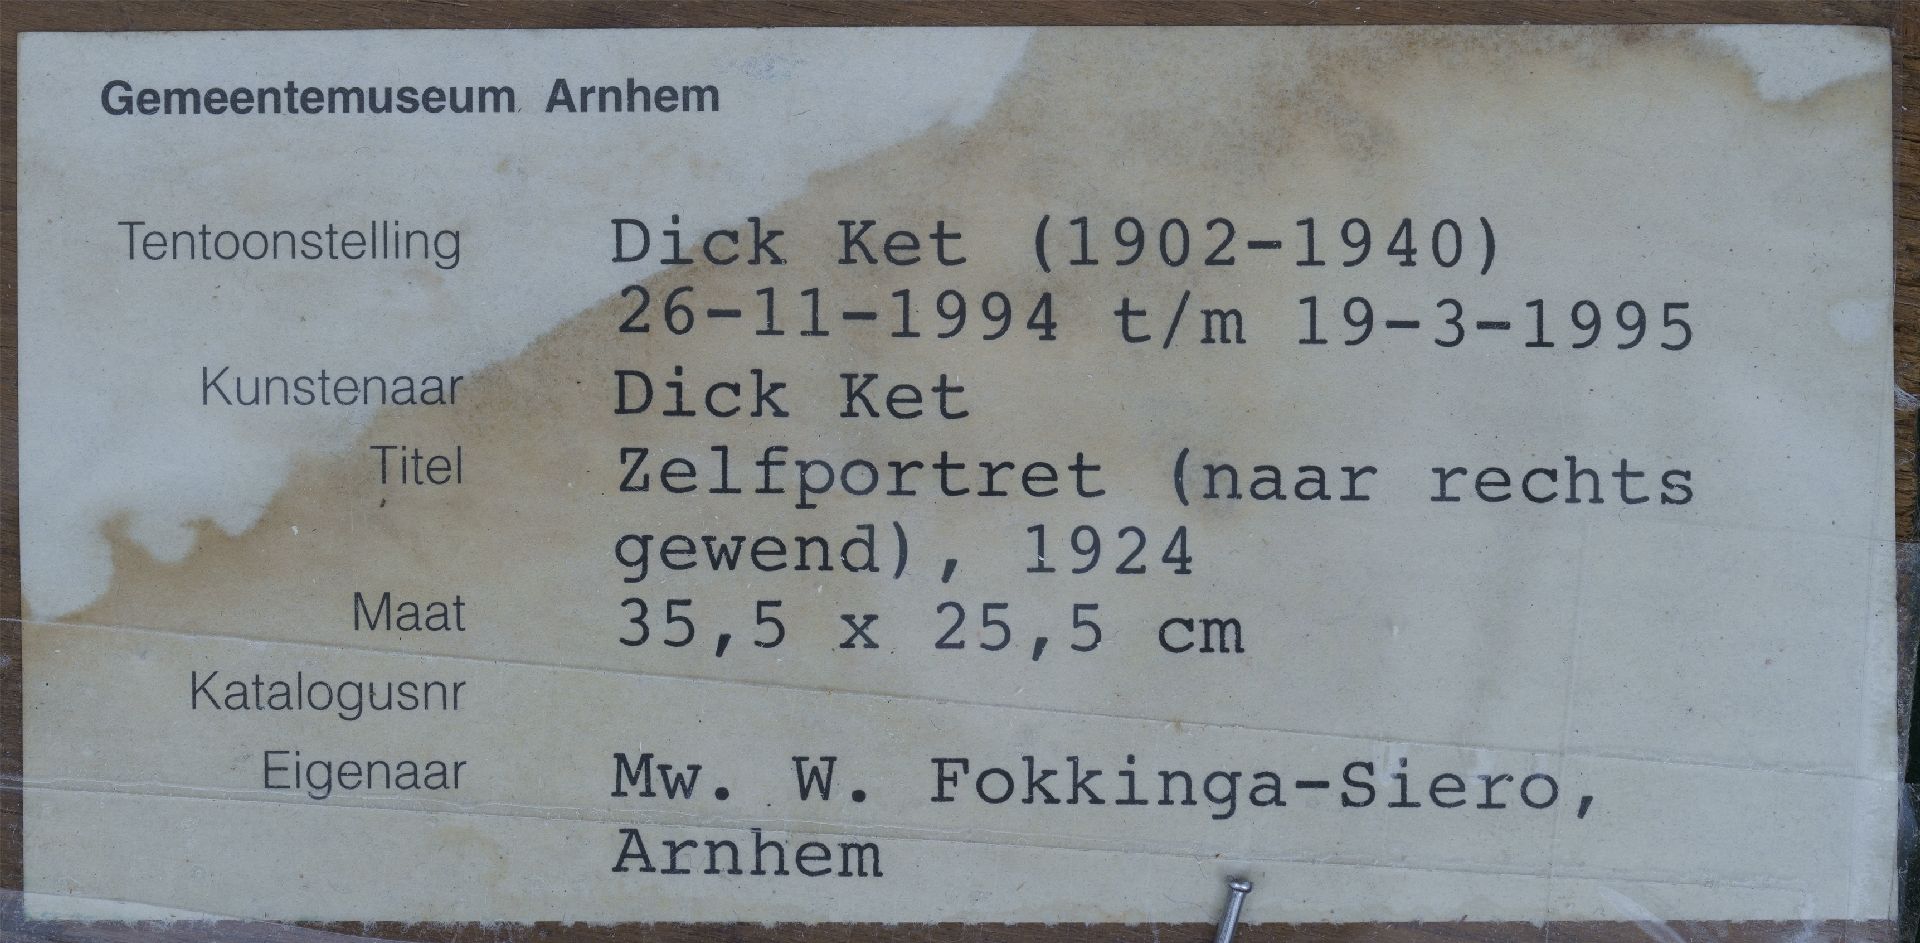 Gemeentemuseum Arnhem
Tentoonstelling Dick Ket (1902-1940)
26-11-1994 t/m 19-3-1995
Kunstenaar Dick Ket
Titel Zelfportret (naar rechts
gewend), 1924
Maat 35,5 x 25,5 cm
Katalogusnr
Eigenaar Mw. W. Fokkinga-Siero,
Arnhem